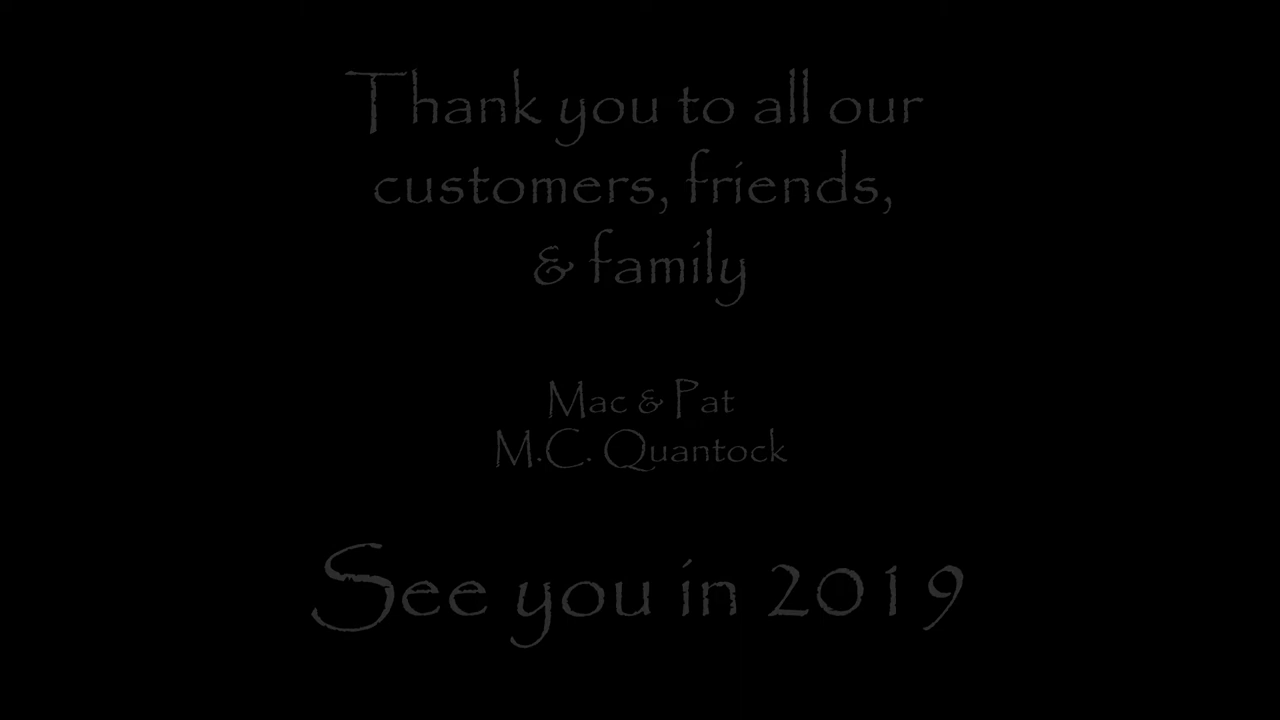 Thank you to all our
customers, friends,
& family
Mac & Pat
M.C. Quantock
See you in 2019